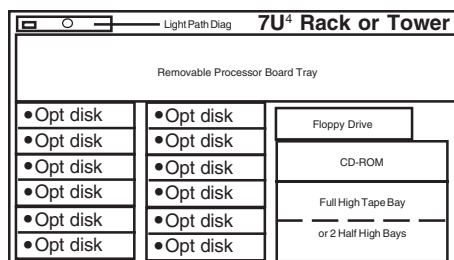 Light Path Diag
7U⁴ Rack or Tower
Removable Processor Board Tray
•Opt disk
•Opt disk
•Opt disk
•Opt disk
•Opt disk
•Opt disk
•Opt disk
•Opt disk
•Opt disk
•Opt disk
•Opt disk
•Opt disk
Floppy Drive
CD-ROM
Full High Tape Bay
or 2 Half High Bays